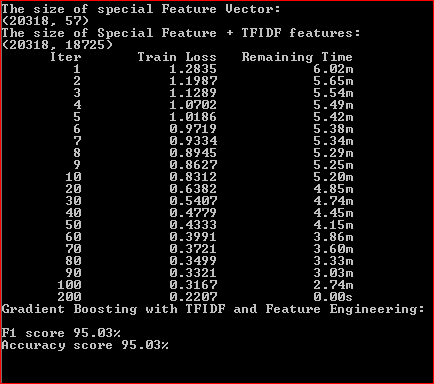 The size of special Feature Vector:
(20318, 57)
The size of Special Feature + TFIDF features:
(20318, 18725)
Iter Train Loss Remaining Time
1 1.2835 6.02m
2 1.1987 5.65m
3 1.1289 5.54m
4 1.0702 5.49m
5 1.0186 5.42m
6 0.9719 5.38m
7 0.9334 5.34m
8 0.8945 5.29m
9 0.8627 5.25m
10 0.8312 5.20m
20 0.6382 4.85m
30 0.5407 4.74m
40 0.4779 4.45m
50 0.4333 4.15m
60 0.3991 3.86m
70 0.3721 3.60m
80 0.3499 3.33m
90 0.3321 3.03m
100 0.3167 2.74m
200 0.2207 0.00s
Gradient Boosting with TFIDF and Feature Engineering:
F1 score 95.03%
Accuracy score 95.03%